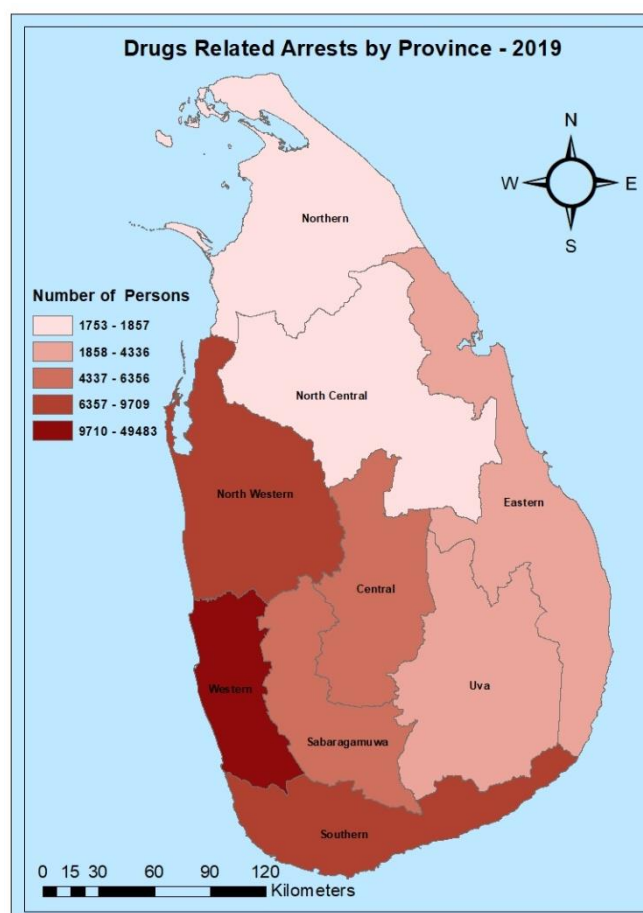 Drugs Related Arrests by Province - 2019
N
W E
S
Northern
Number of Persons
1753 - 1857
1858 - 4336
4337 - 6356
6357 - 9709
9710 - 49483
North Central
North Western
Eastern
Central
Western
Uva
Sabaragamuwa
Southern
0 15 30 60 90 120
Kilometers